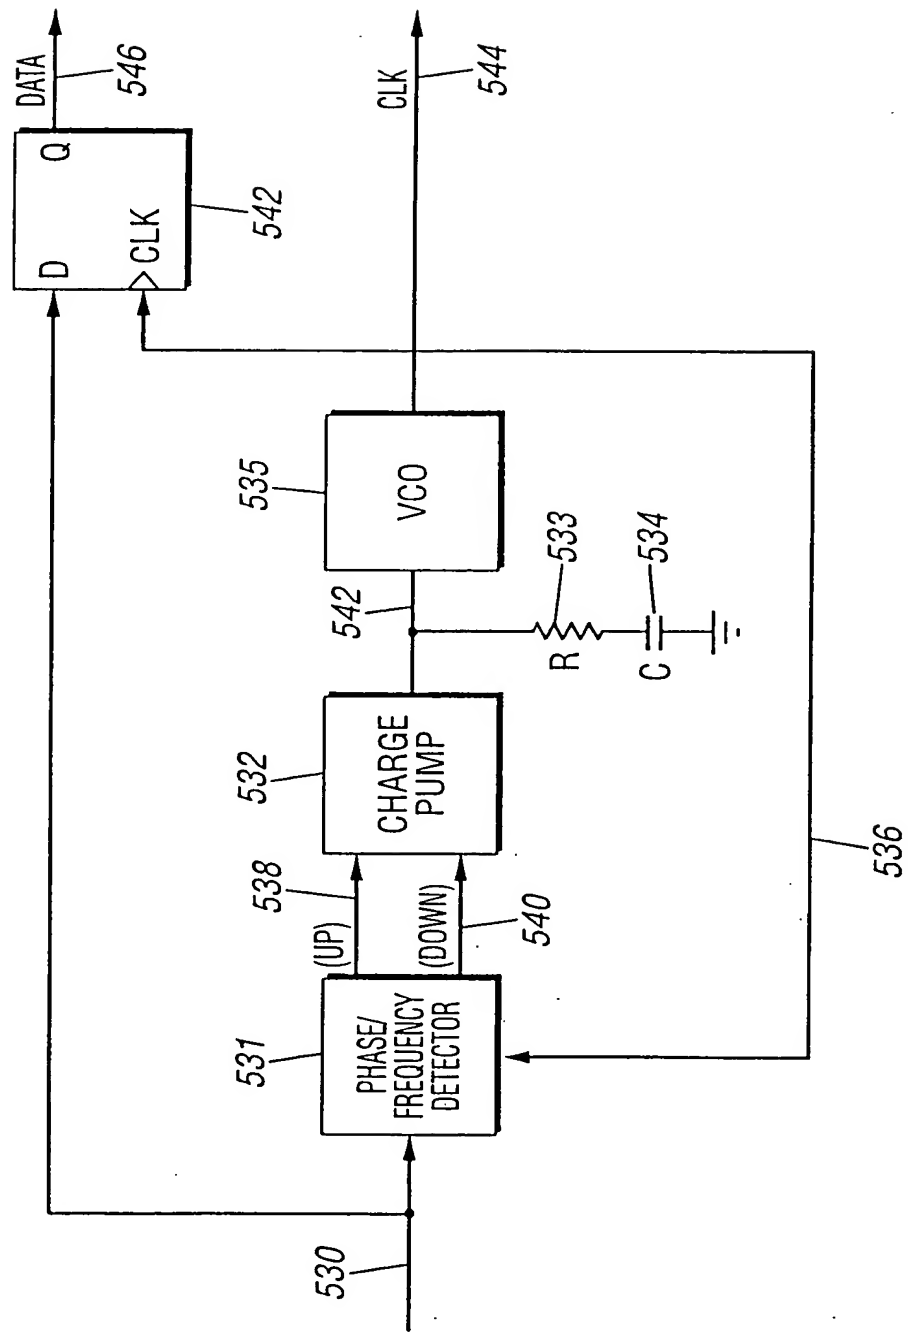 DATA
546
Q
D
CLK
542
CLK
544
535
VCO
542
533
R
534
C
532
CHARGE
PUMP
536
538
(UP)
(DOWN)
540
531
PHASE/
FREQUENCY
DETECTOR
530